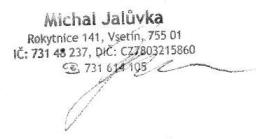 Michal Jalůvka
Rokytnice 141, Vsetín, 755 01
IČ: 731 48 237, DIČ: CZ7803215860
731 614 105